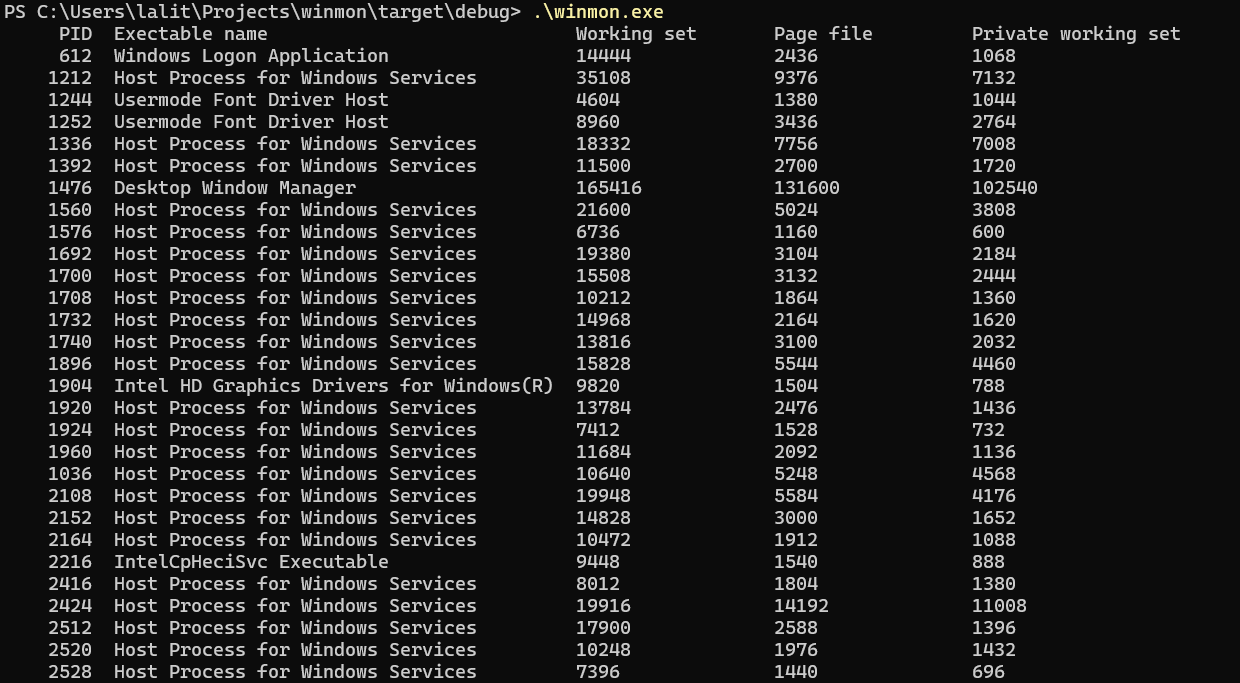 PS C:\Users\lalit\Projects\winmon\target\debug> .\winmon.exe
PID Exectable name Working set Page file Private working set
612 Windows Logon Application 14444 2436 1068
1212 Host Process for Windows Services 35108 9376 7132
1244 Usermode Font Driver Host 4604 1380 1044
1252 Usermode Font Driver Host 8960 3436 2764
1336 Host Process for Windows Services 18332 7756 7008
1392 Host Process for Windows Services 11500 2700 1720
1476 Desktop Window Manager 165416 131600 102540
1560 Host Process for Windows Services 21600 5024 3808
1576 Host Process for Windows Services 6736 1160 600
1692 Host Process for Windows Services 19380 3104 2184
1700 Host Process for Windows Services 15508 3132 2444
1708 Host Process for Windows Services 10212 1864 1360
1732 Host Process for Windows Services 14968 2164 1620
1740 Host Process for Windows Services 13816 3100 2032
1896 Host Process for Windows Services 15828 5544 4460
1904 Intel HD Graphics Drivers for Windows(R) 9820 1504 788
1920 Host Process for Windows Services 13784 2476 1436
1924 Host Process for Windows Services 7412 1528 732
1960 Host Process for Windows Services 11684 2092 1136
1036 Host Process for Windows Services 10640 5248 4568
2108 Host Process for Windows Services 19948 5584 4176
2152 Host Process for Windows Services 14828 3000 1652
2164 Host Process for Windows Services 10472 1912 1088
2216 IntelCpHeciSvc Executable 9448 1540 888
2416 Host Process for Windows Services 8012 1804 1380
2424 Host Process for Windows Services 19916 14192 11008
2512 Host Process for Windows Services 17900 2588 1396
2520 Host Process for Windows Services 10248 1976 1432
2528 Host Process for Windows Services 7396 1440 696